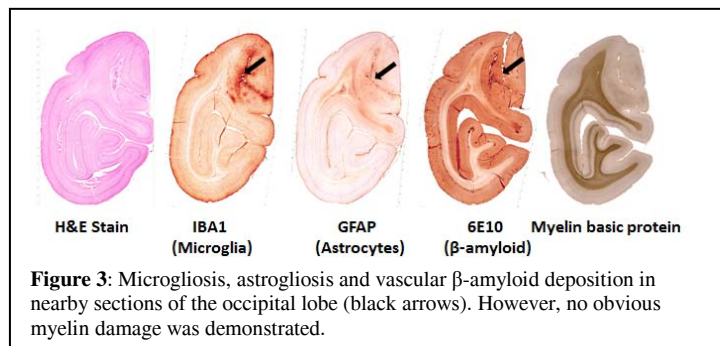 H&E Stain IBA1 GFAP 6E10 Myelin basic protein
(Microglia) (Astrocytes) (β-amyloid)
Figure 3: Microgliosis, astrogliosis and vascular β-amyloid deposition in
nearby sections of the occipital lobe (black arrows). However, no obvious
myelin damage was demonstrated.